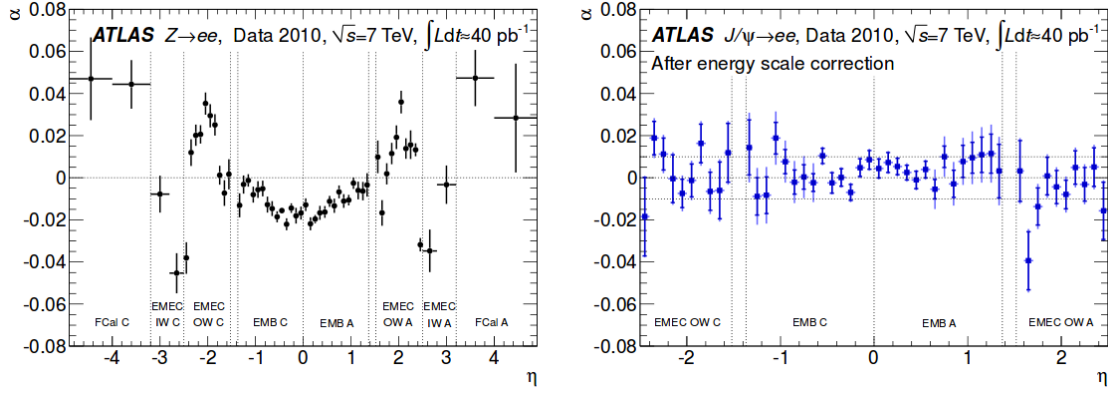 α
ATLAS Z→ee, Data 2010, √s=7 TeV, ∫Ldt≈40 pb⁻¹
0.08
0.06
0.04
0.02
0
-0.02
-0.04
-0.06
-0.08
FCal C
EMEC IW C
EMEC OW C
EMB C
EMB A
EMEC OW A
EMEC IW A
FCal A
-4 -3 -2 -1 0 1 2 3 4
η
α
ATLAS J/ψ→ee, Data 2010, √s=7 TeV, ∫Ldt≈40 pb⁻¹
After energy scale correction
0.08
0.06
0.04
0.02
0
-0.02
-0.04
-0.06
-0.08
EMEC OW C
EMB C
EMB A
EMEC OW A
-2 -1 0 1 2
η